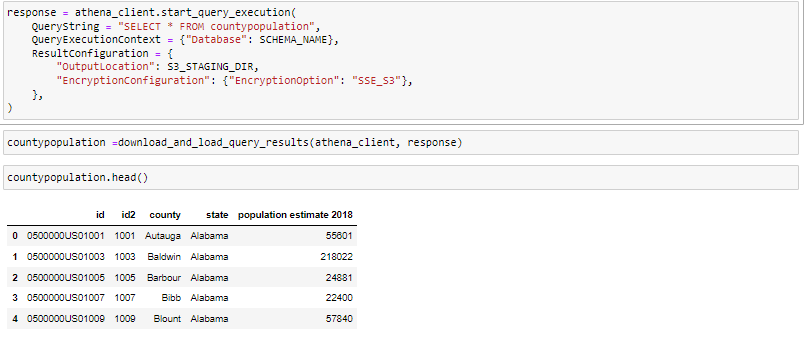 response = athena_client.start_query_execution(
    QueryString = "SELECT * FROM countypopulation",
    QueryExecutionContext = {"Database": SCHEMA_NAME},
    ResultConfiguration = {
        "OutputLocation": S3_STAGING_DIR,
        "EncryptionConfiguration": {"EncryptionOption": "SSE_S3"},
    },
)
countypopulation =download_and_load_query_results(athena_client, response)
countypopulation.head()
id id2 county state population estimate 2018
0 0500000US01001 1001 Autauga Alabama 55601
1 0500000US01003 1003 Baldwin Alabama 218022
2 0500000US01005 1005 Barbour Alabama 24881
3 0500000US01007 1007 Bibb Alabama 22400
4 0500000US01009 1009 Blount Alabama 57840